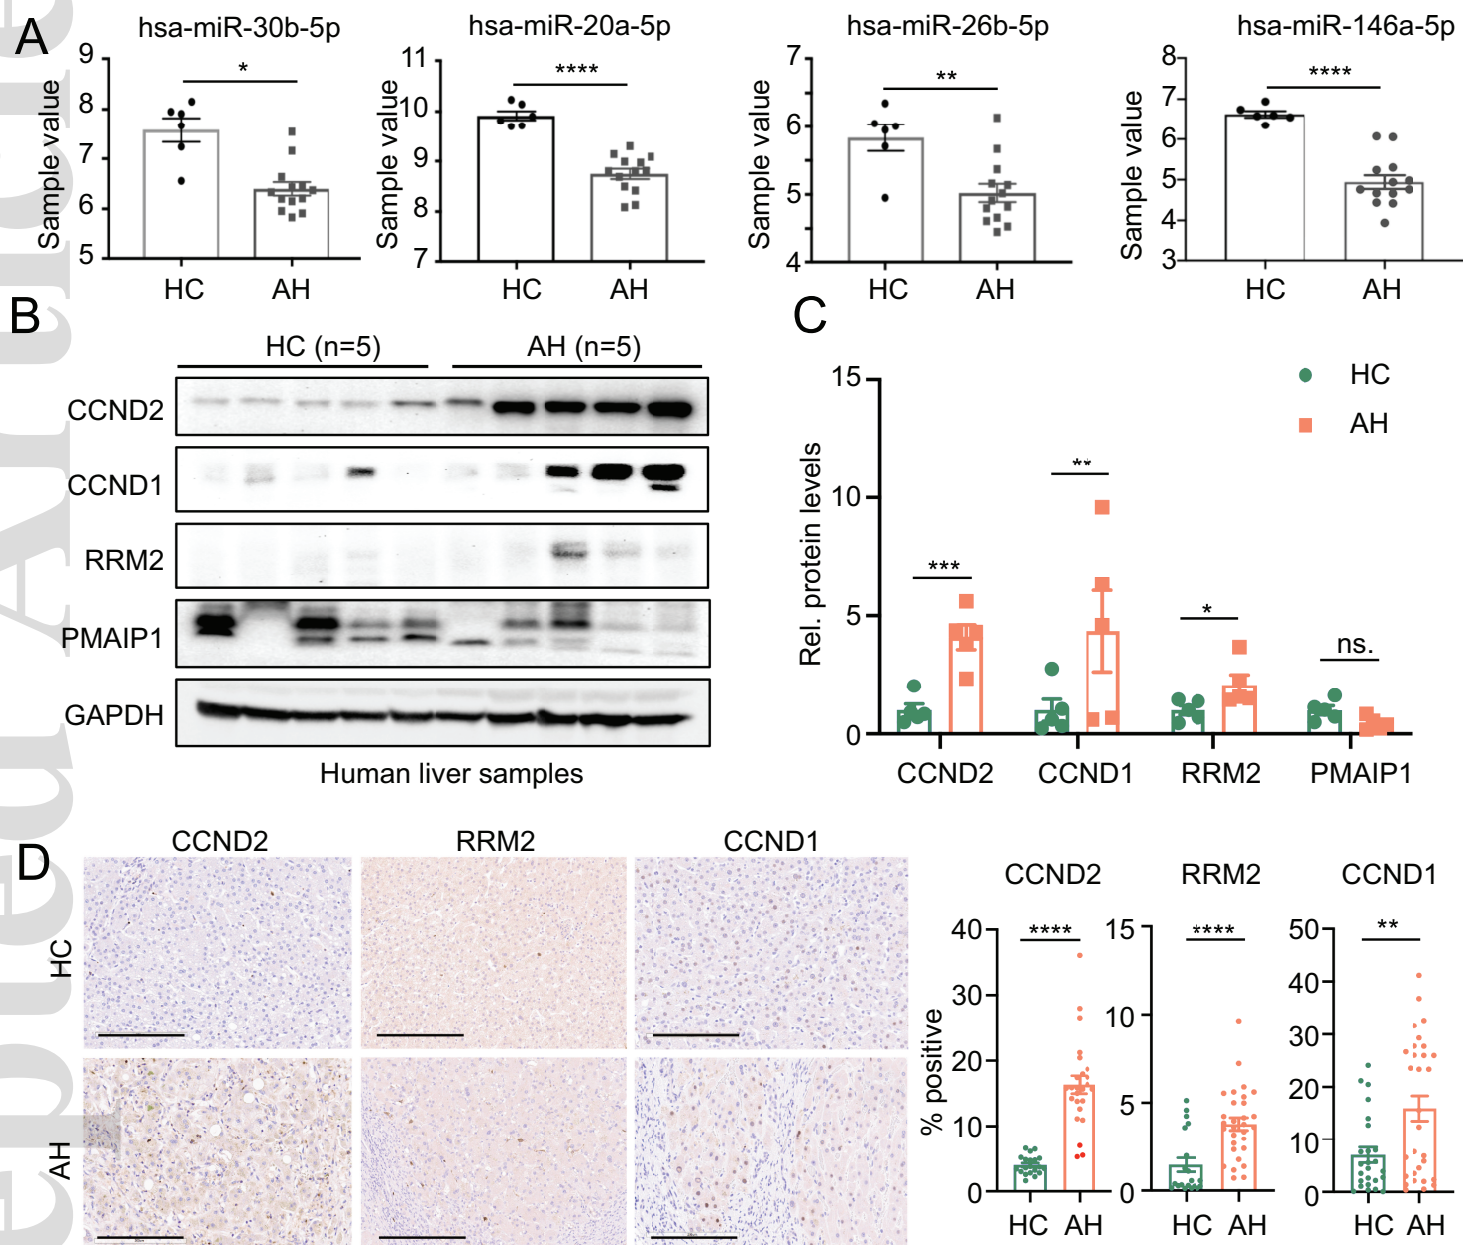 A
hsa-miR-30b-5p
hsa-miR-20a-5p
hsa-miR-26b-5p
hsa-miR-146a-5p
Sample value
9
8
7
6
5
*
HC
AH
Sample value
11
10
9
8
7
****
HC
AH
Sample value
7
6
5
4
**
HC
AH
Sample value
8
7
6
5
4
3
****
HC
AH
B
HC (n=5)
AH (n=5)
CCND2
CCND1
RRM2
PMAIP1
GAPDH
Human liver samples
C
HC
AH
Rel. protein levels
15
10
5
0
***
**
*
ns.
CCND2
CCND1
RRM2
PMAIP1
D
CCND2
RRM2
CCND1
HC
AH
% positive
CCND2
40
30
20
10
0
****
HC
AH
RRM2
15
10
5
0
****
HC
AH
CCND1
50
40
30
20
10
0
**
HC
AH